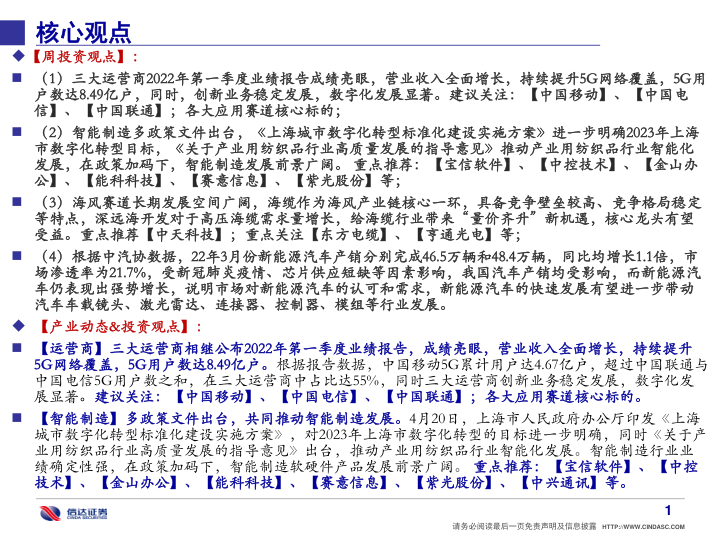 核心观点
【周投资观点】：
（1）三大运营商2022年第一季度业绩报告成绩亮眼，营业收入全面增长，持续提升5G网络覆盖，5G用
户数达8.49亿户，同时，创新业务稳定发展，数字化发展显著。建议关注：【中国移动】、【中国电
信】、【中国联通】；各大应用赛道核心标的；
（2）智能制造多政策文件出台，《上海城市数字化转型标准化建设实施方案》进一步明确2023年上海
市数字化转型目标，《关于产业用纺织品行业高质量发展的指导意见》推动产业用纺织品行业智能化
发展，在政策加码下，智能制造发展前景广阔。 重点推荐：【宝信软件】、【中控技术】、【金山办
公】、【能科科技】、【赛意信息】、【紫光股份】等；
（3）海风赛道长期发展空间广阔，海缆作为海风产业链核心一环，具备竞争壁垒较高、竞争格局稳定
等特点，深远海开发对于高压海缆需求量增长，给海缆行业带来“量价齐升”新机遇，核心龙头有望
受益。重点推荐【中天科技】；重点关注【东方电缆】、【亨通光电】等；
（4）根据中汽协数据，22年3月份新能源汽车产销分别完成46.5万辆和48.4万辆，同比均增长1.1倍，市
场渗透率为21.7%，受新冠肺炎疫情、芯片供应短缺等因素影响，我国汽车产销均受影响，而新能源汽
车仍表现出强势增长，说明市场对新能源汽车的认可和需求，新能源汽车的快速发展有望进一步带动
汽车车载镜头、激光雷达、连接器、控制器、模组等行业发展。
【产业动态&投资观点】：
【运营商】三大运营商相继公布2022年第一季度业绩报告，成绩亮眼，营业收入全面增长，持续提升
5G网络覆盖，5G用户数达8.49亿户。根据报告数据，中国移动5G累计用户达4.67亿户，超过中国联通与
中国电信5G用户数之和，在三大运营商中占比达55%，同时三大运营商创新业务稳定发展，数字化发
展显著。建议关注：【中国移动】、【中国电信】、【中国联通】；各大应用赛道核心标的。
【智能制造】多政策文件出台，共同推动智能制造发展。4月20日，上海市人民政府办公厅印发《上海
城市数字化转型标准化建设实施方案》，对2023年上海市数字化转型的目标进一步明确，同时《关于产
业用纺织品行业高质量发展的指导意见》出台，推动产业用纺织品行业智能化发展。智能制造行业业
绩确定性强，在政策加码下，智能制造软硬件产品发展前景广阔。 重点推荐：【宝信软件】、【中控
技术】、【金山办公】、【能科科技】、【赛意信息】、【紫光股份】、【中兴通讯】等。
信达证券
CINDA SECURITIES
1
请务必阅读最后一页免责声明及信息披露 HTTP://WWW.CINDASC.COM